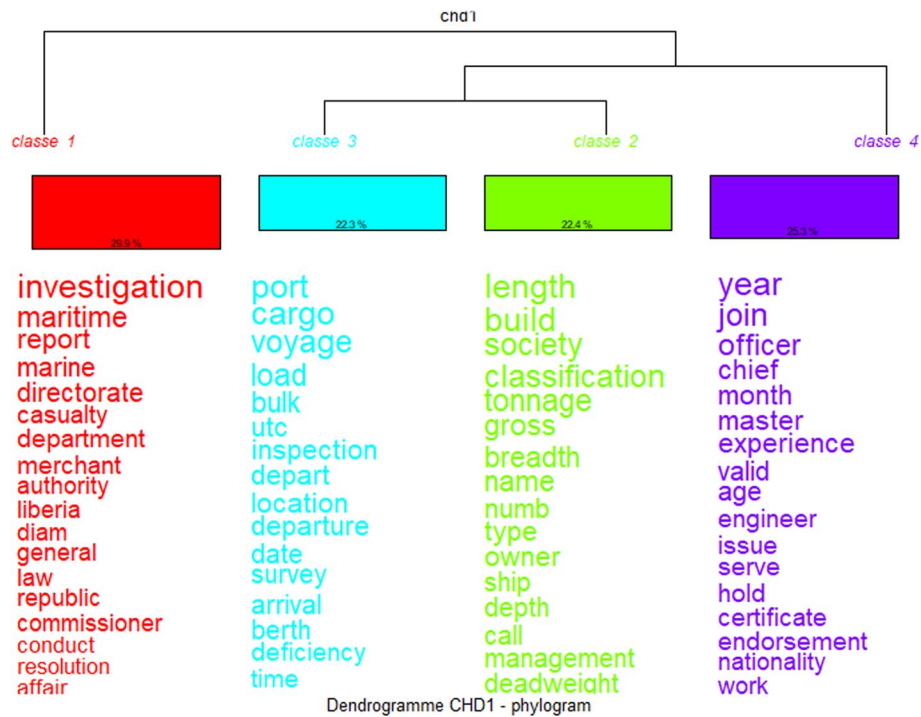 chd1
classe 1
classe 3
classe 2
classe 4
29.9 %
22.3 %
22.4 %
25.3 %
investigation
maritime
report
marine
directorate
casualty
department
merchant
authority
liberia
diam
general
law
republic
commissioner
conduct
resolution
affair
port
cargo
voyage
load
bulk
utc
inspection
depart
location
departure
date
survey
arrival
berth
deficiency
time
length
build
society
classification
tonnage
gross
breadth
name
numb
type
owner
ship
depth
call
management
deadweight
year
join
officer
chief
month
master
experience
valid
age
engineer
issue
serve
hold
certificate
endorsement
nationality
work
Dendrogramme CHD1 - phylogram